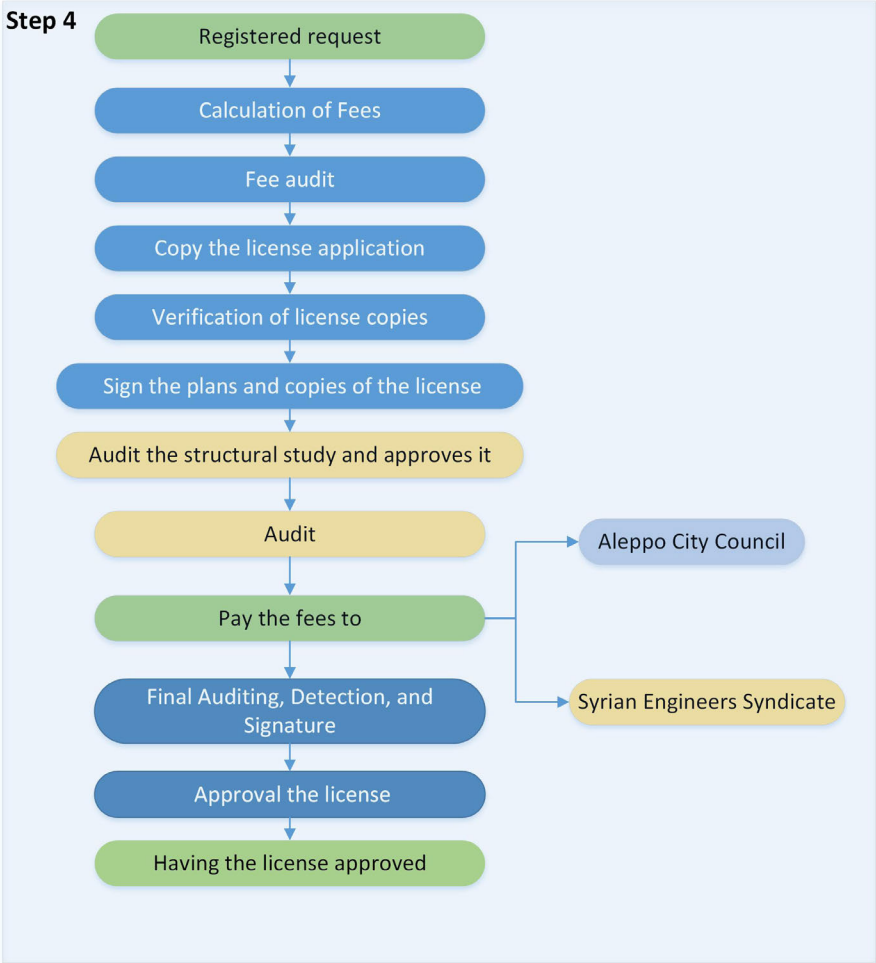 Step 4
Registered request
Calculation of Fees
Fee audit
Copy the license application
Verification of license copies
Sign the plans and copies of the license
Audit the structural study and approves it
Audit
Aleppo City Council
Pay the fees to
Syrian Engineers Syndicate
Final Auditing, Detection, and
Signature
Approval the license
Having the license approved